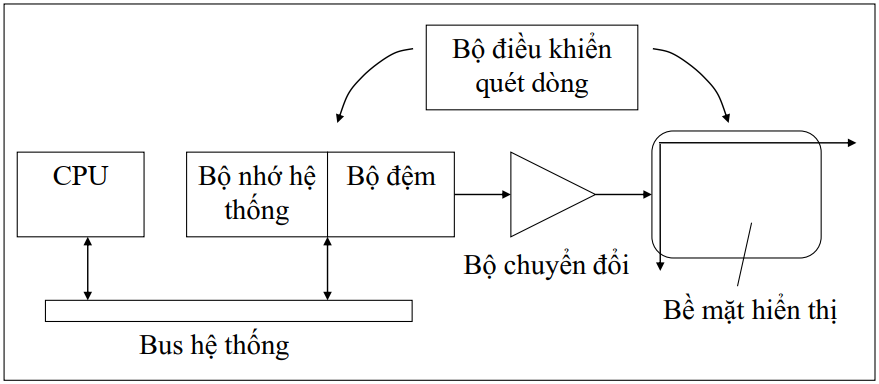 Bộ điều khiển
quét dòng
CPU
Bộ nhớ hệ
thống
Bộ đệm
Bộ chuyển đổi
Bề mặt hiển thị
Bus hệ thống